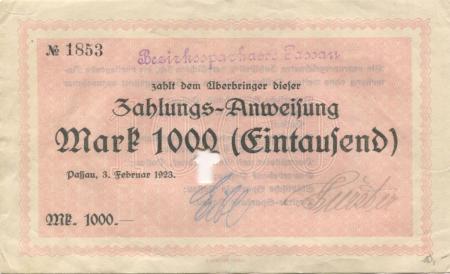 № 1853
Bezirkssparkasse Passau
zahlt dem Überbringer dieser
Zahlungs-Anweisung
Mark 1000 (Eintausend)
Passau, 3. Februar 1923.
Mk. 1000.—